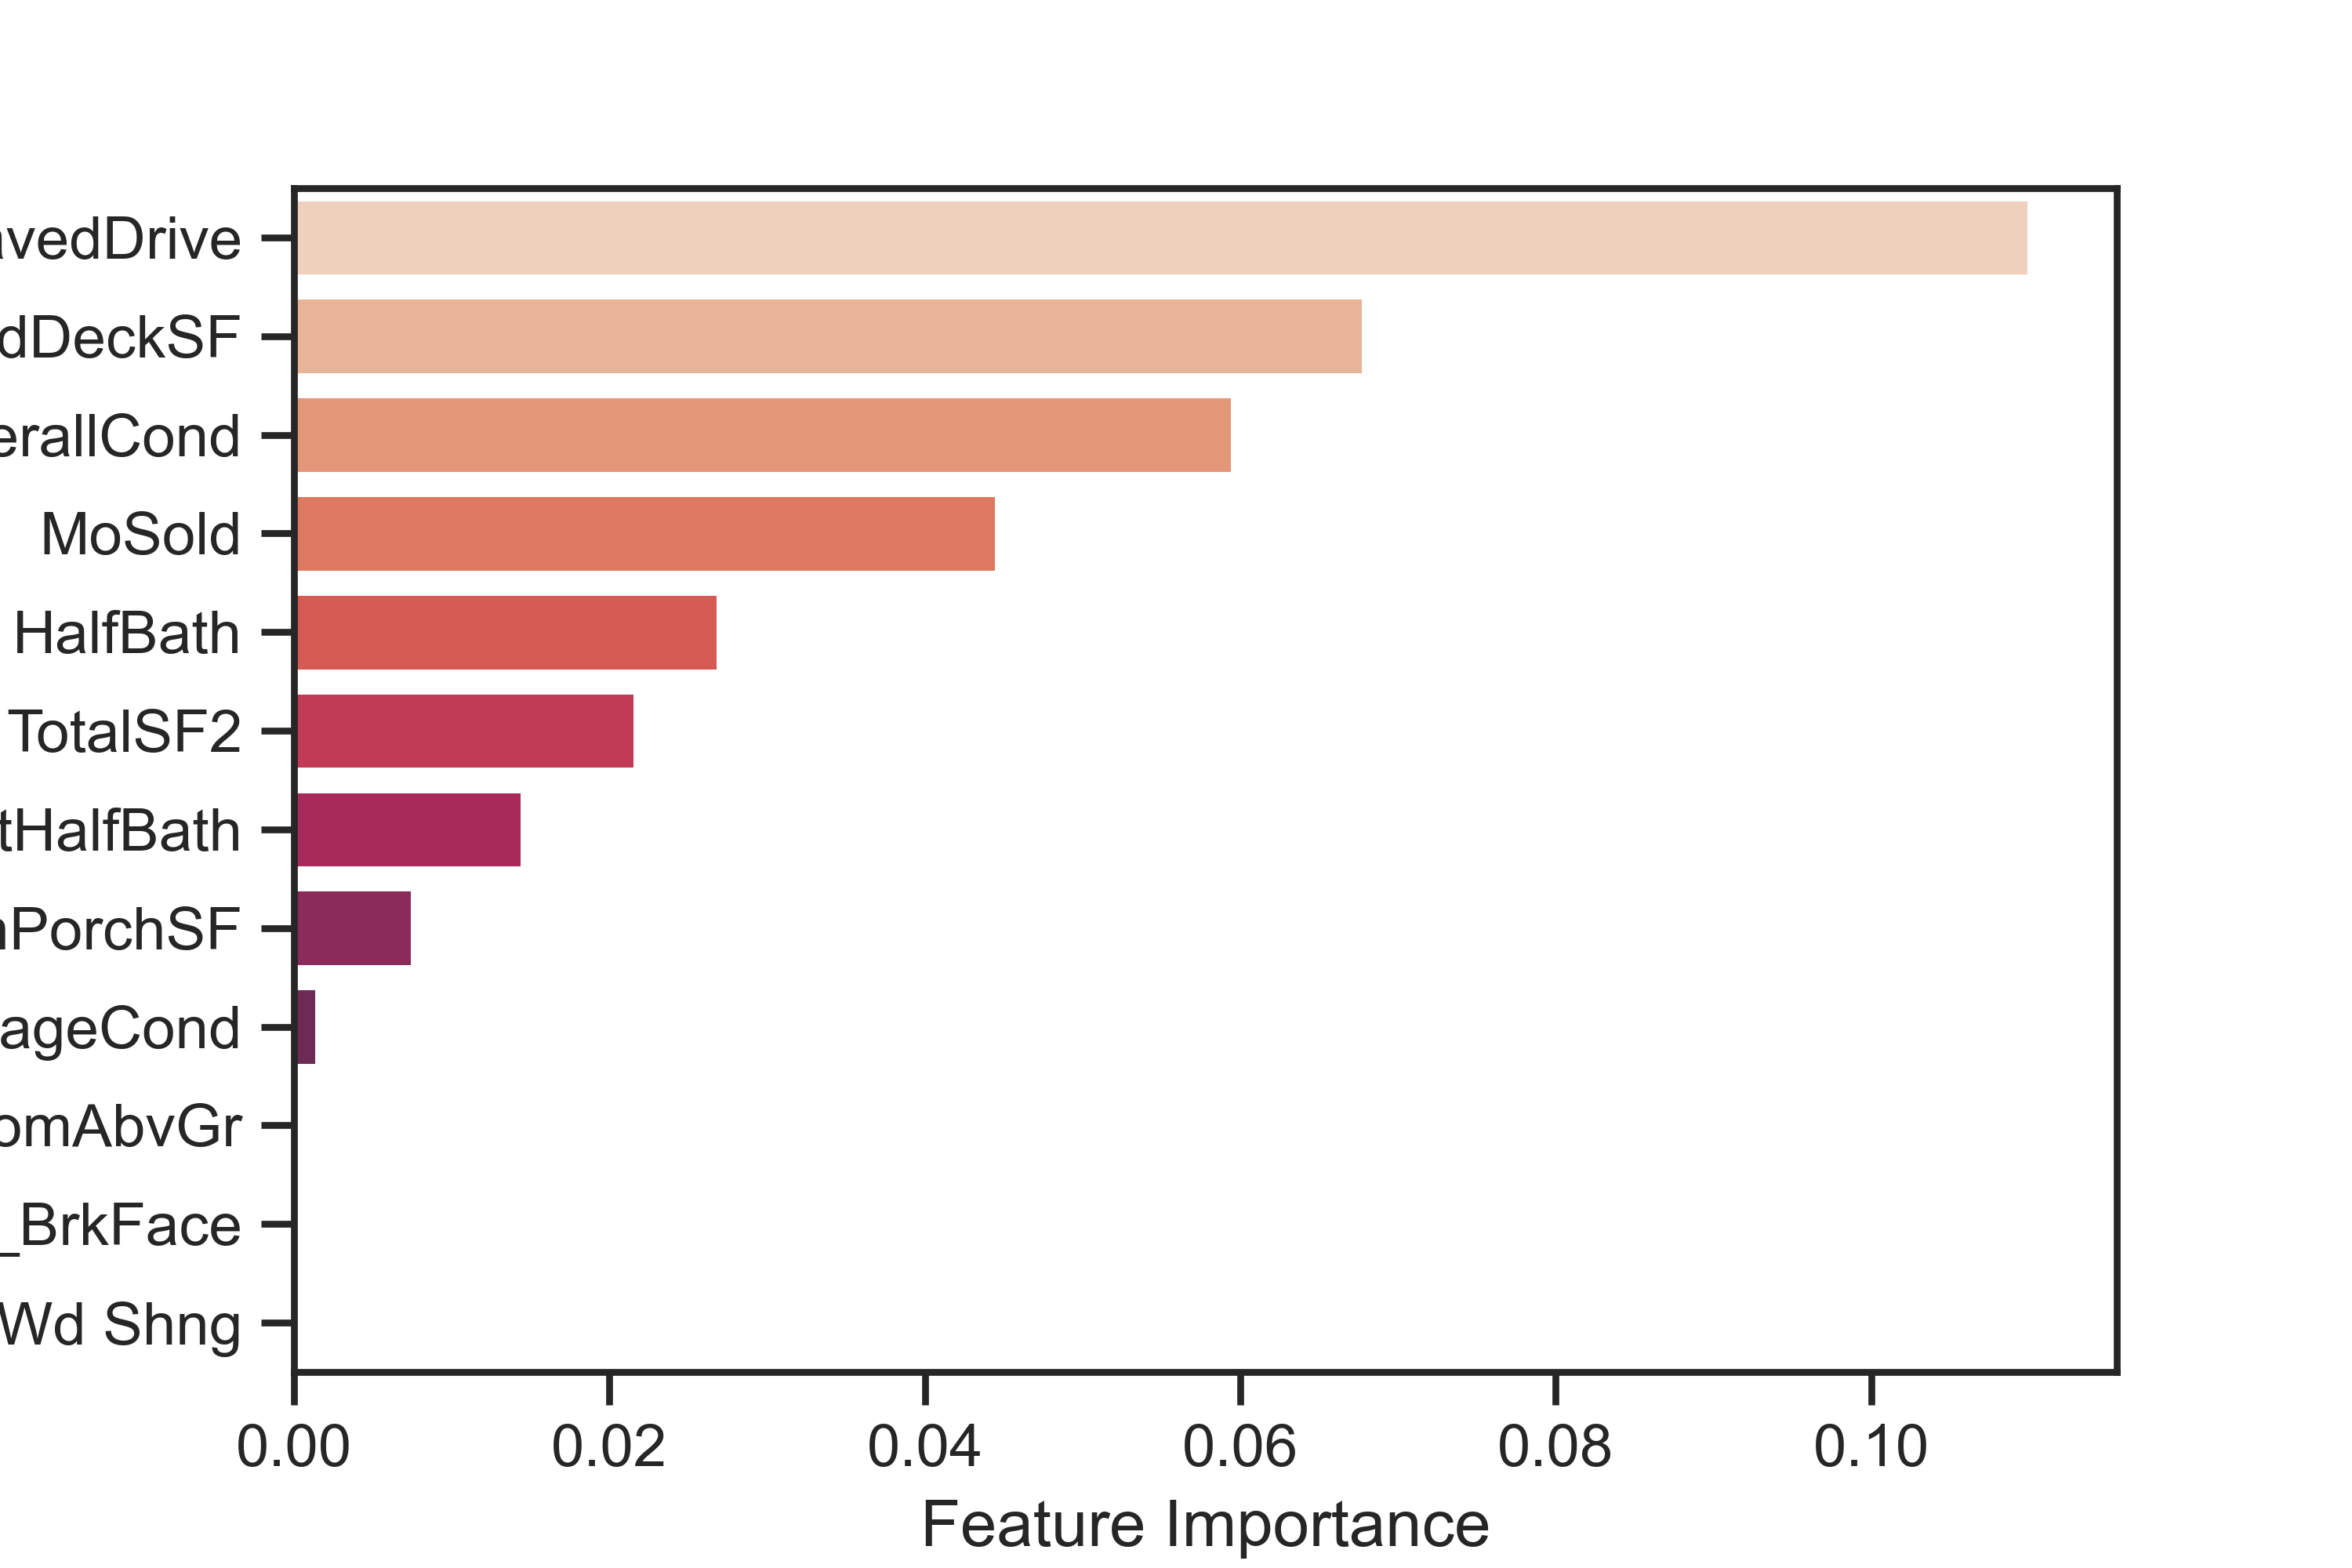 avedDrive
dDeckSF
erallCond
MoSold
HalfBath
TotalSF2
tHalfBath
nPorchSF
ageCond
omAbvGr
_BrkFace
Wd Shng
0.00 0.02 0.04 0.06 0.08 0.10
Feature Importance